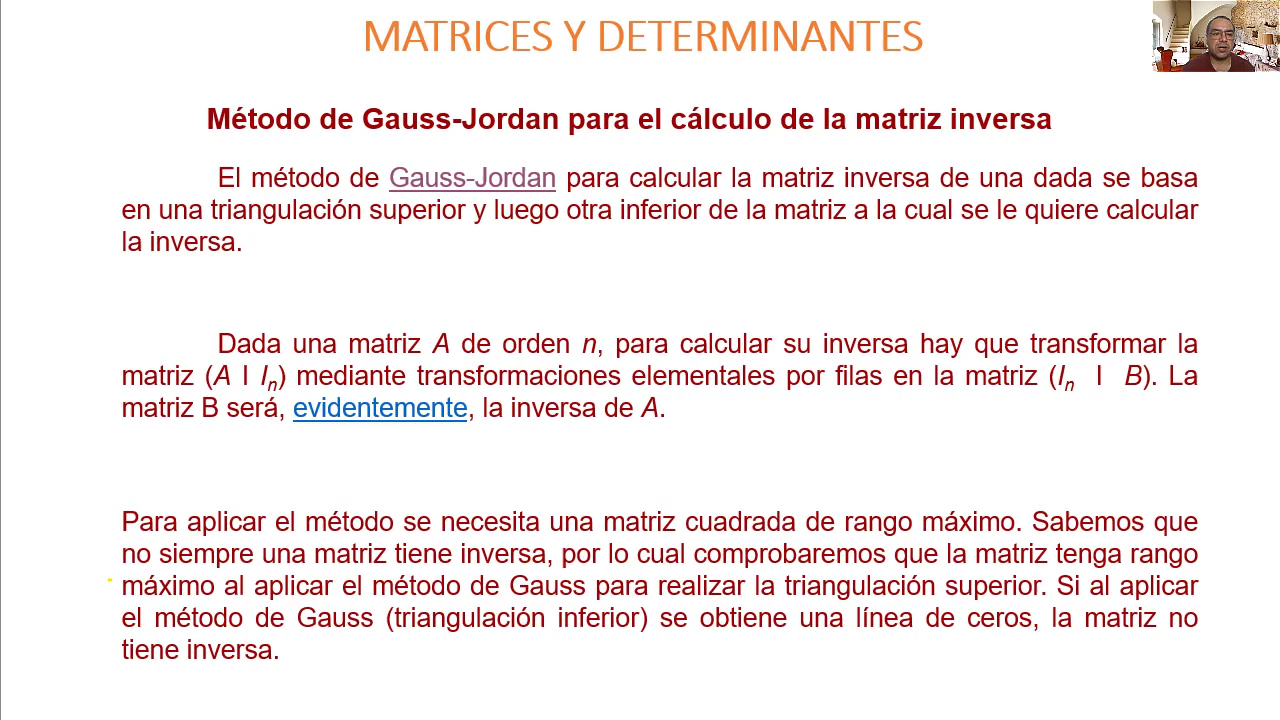 MATRICES Y DETERMINANTES
Método de Gauss-Jordan para el cálculo de la matriz inversa
El método de Gauss-Jordan para calcular la matriz inversa de una dada se basa
en una triangulación superior y luego otra inferior de la matriz a la cual se le quiere calcular
la inversa.
Dada una matriz A de orden n, para calcular su inversa hay que transformar la
matriz (A I In) mediante transformaciones elementales por filas en la matriz (In I B). La
matriz B será, evidentemente, la inversa de A.
Para aplicar el método se necesita una matriz cuadrada de rango máximo. Sabemos que
no siempre una matriz tiene inversa, por lo cual comprobaremos que la matriz tenga rango
máximo al aplicar el método de Gauss para realizar la triangulación superior. Si al aplicar
el método de Gauss (triangulación inferior) se obtiene una línea de ceros, la matriz no
tiene inversa.